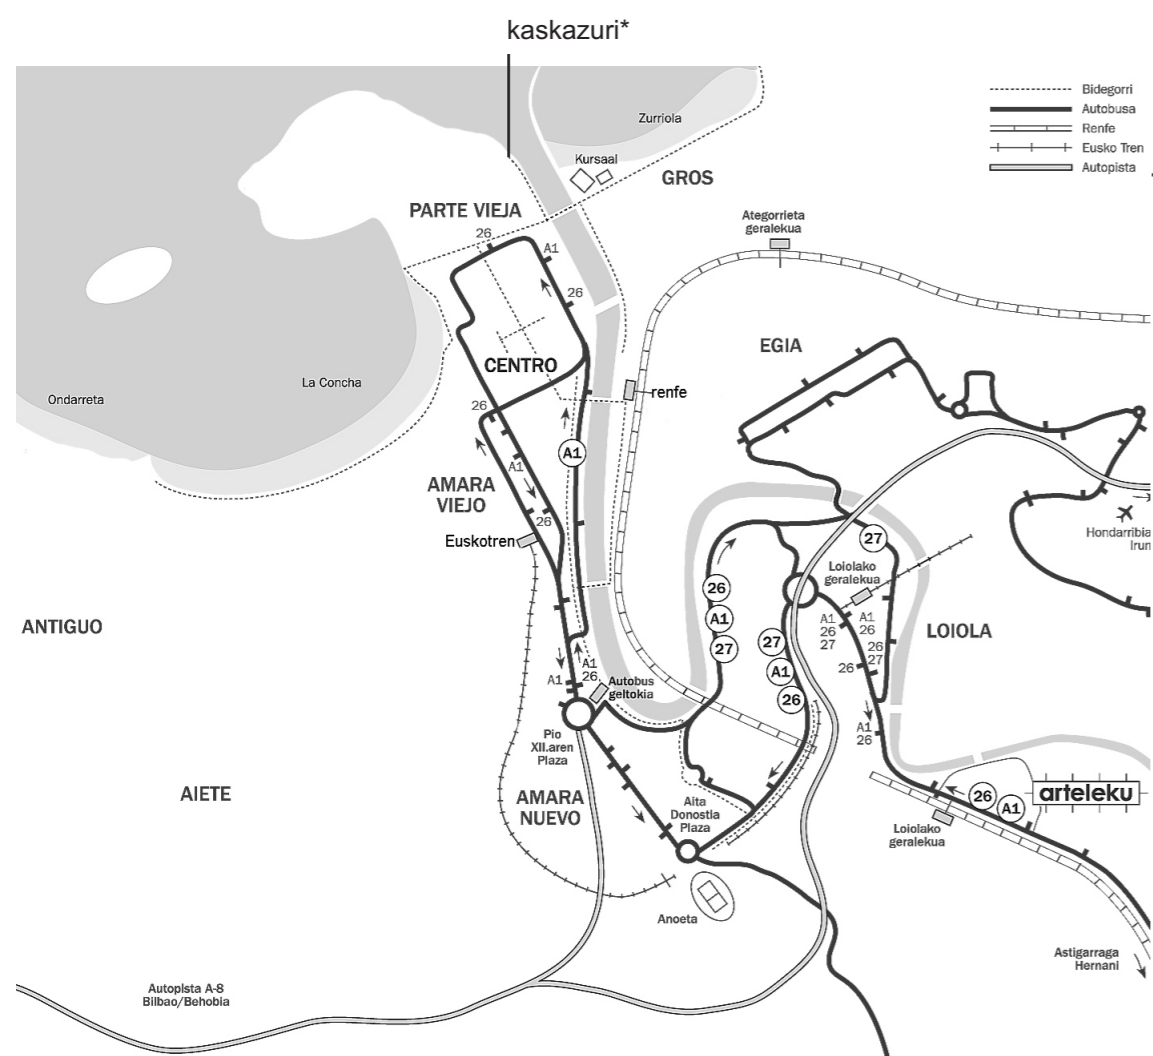 kaskazuri*
Zurriola
Bidegorri
Autobusa
Renfe
Eusko Tren
Autopista
Kursaal
GROS
PARTE VIEJA
Ategorrieta
geralekua
26
A1
26
EGIA
CENTRO
La Concha
Ondarreta
renfe
26
A1
A1
AMARA
VIEJO
26
Euskotren
Hondarribia
Irun
27
Loiolako
geralekua
26
A1
27
ANTIGUO
A1
26
27
A1
26
LOIOLA
27
A1
26
26
27
26
A1
26
A1
Autobus
geltokia
Pio
XII.aren
Plaza
A1
26
AIETE
AMARA
NUEVO
Aita
Donostia
Plaza
26
A1
arteleku
Loiolako
geralekua
Anoeta
Astigarraga
Hernani
Autopista A-8
Bilbao/Behobia